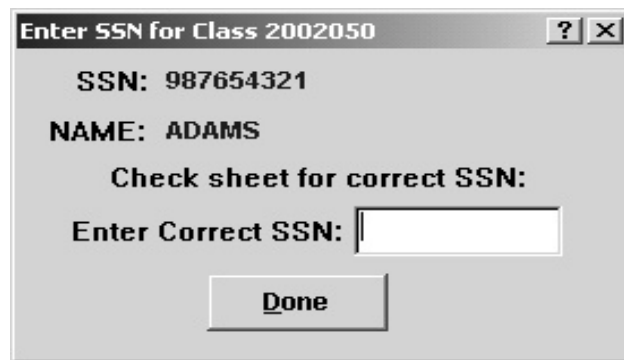 Enter SSN for Class 2002050 ? ×
SSN: 987654321
NAME: ADAMS
Check sheet for correct SSN:
Enter Correct SSN:
Done